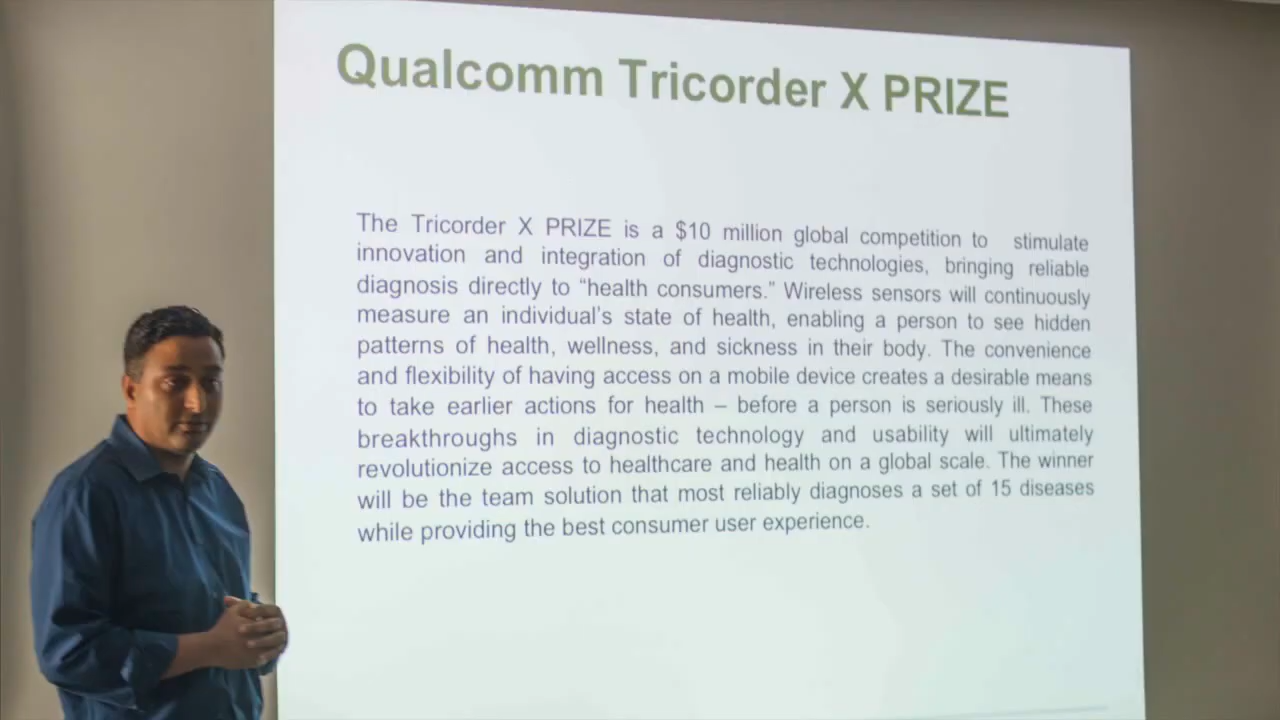 Qualcomm Tricorder X PRIZE
The Tricorder X PRIZE is a $10 million global competition to stimulate
innovation and integration of diagnostic technologies, bringing reliable
diagnosis directly to “health consumers.” Wireless sensors will continuously
measure an individual’s state of health, enabling a person to see hidden
patterns of health, wellness, and sickness in their body. The convenience
and flexibility of having access on a mobile device creates a desirable means
to take earlier actions for health – before a person is seriously ill. These
breakthroughs in diagnostic technology and usability will ultimately
revolutionize access to healthcare and health on a global scale. The winner
will be the team solution that most reliably diagnoses a set of 15 diseases
while providing the best consumer user experience.